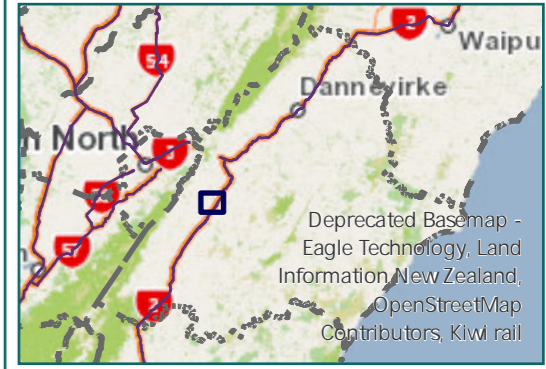 2
Waipu
54
Dannevirke
n North
3
57
2
Deprecated Basemap -
Eagle Technology, Land
Information New Zealand,
OpenStreetMap
Contributors, Kiwi rail